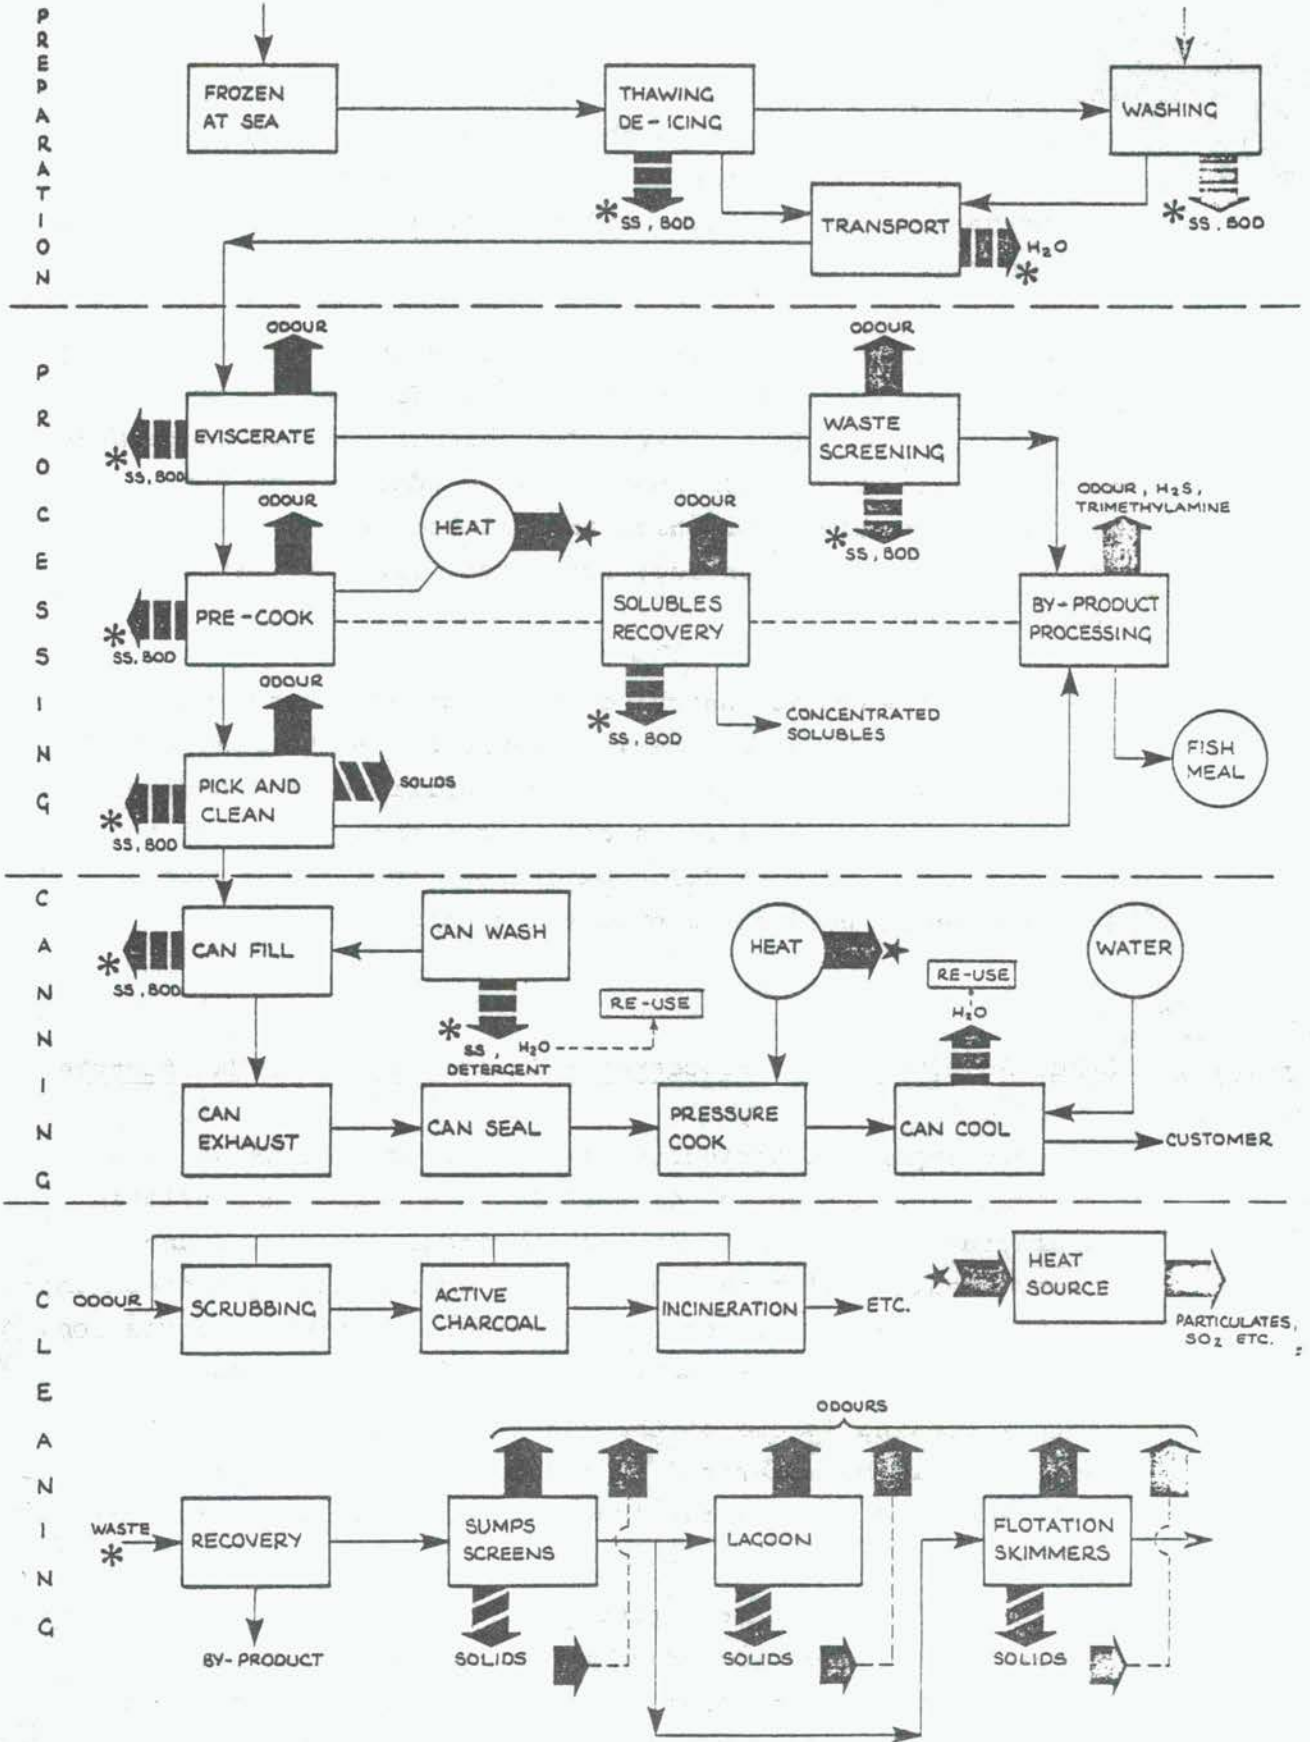 PREPARATION
FROZEN
AT SEA
THAWING
DE-ICING
WASHING
* SS, BOD
TRANSPORT
* SS, BOD
H₂O
*
PROCESSING
ODOUR
ODOUR
EVISCERATE
WASTE
SCREENING
* SS, BOD
ODOUR
HEAT
ODOUR
ODOUR, H₂S,
TRIMETHYLAMINE
* SS, BOD
PRE-COOK
SOLUBLES
RECOVERY
BY-PRODUCT
PROCESSING
* SS, BOD
ODOUR
* SS, BOD
CONCENTRATED
SOLUBLES
FISH
MEAL
PICK AND
CLEAN
SOLIDS
* SS, BOD
CANNING
CAN FILL
CAN WASH
HEAT
WATER
* SS, BOD
RE-USE
RE-USE
H₂O
* SS, H₂O
DETERGENT
CAN
EXHAUST
CAN SEAL
PRESSURE
COOK
CAN COOL
CUSTOMER
CLEANING
ODOUR
SCRUBBING
ACTIVE
CHARCOAL
INCINERATION
ETC.
HEAT
SOURCE
PARTICULATES,
SO₂ ETC.
ODOURS
WASTE
*
RECOVERY
SUMPS
SCREENS
LAGOON
FLOTATION
SKIMMERS
BY-PRODUCT
SOLIDS
SOLIDS
SOLIDS